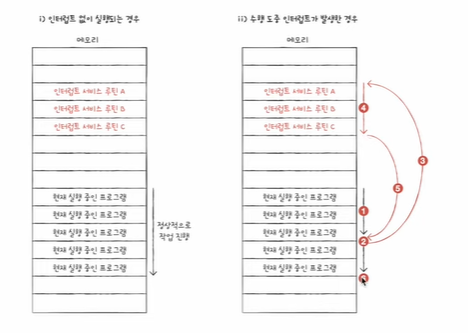 i) 인터럽트 없이 실행되는 경우
메모리
인터럽트 서비스 루틴 A
인터럽트 서비스 루틴 B
인터럽트 서비스 루틴 C
현재 실행 중인 프로그램
현재 실행 중인 프로그램
현재 실행 중인 프로그램
현재 실행 중인 프로그램
현재 실행 중인 프로그램
정상적으로
작업 진행
ii) 수행 도중 인터럽트가 발생한 경우
메모리
인터럽트 서비스 루틴 A
인터럽트 서비스 루틴 B
인터럽트 서비스 루틴 C
현재 실행 중인 프로그램
현재 실행 중인 프로그램
현재 실행 중인 프로그램
현재 실행 중인 프로그램
현재 실행 중인 프로그램
4
3
5
1
2